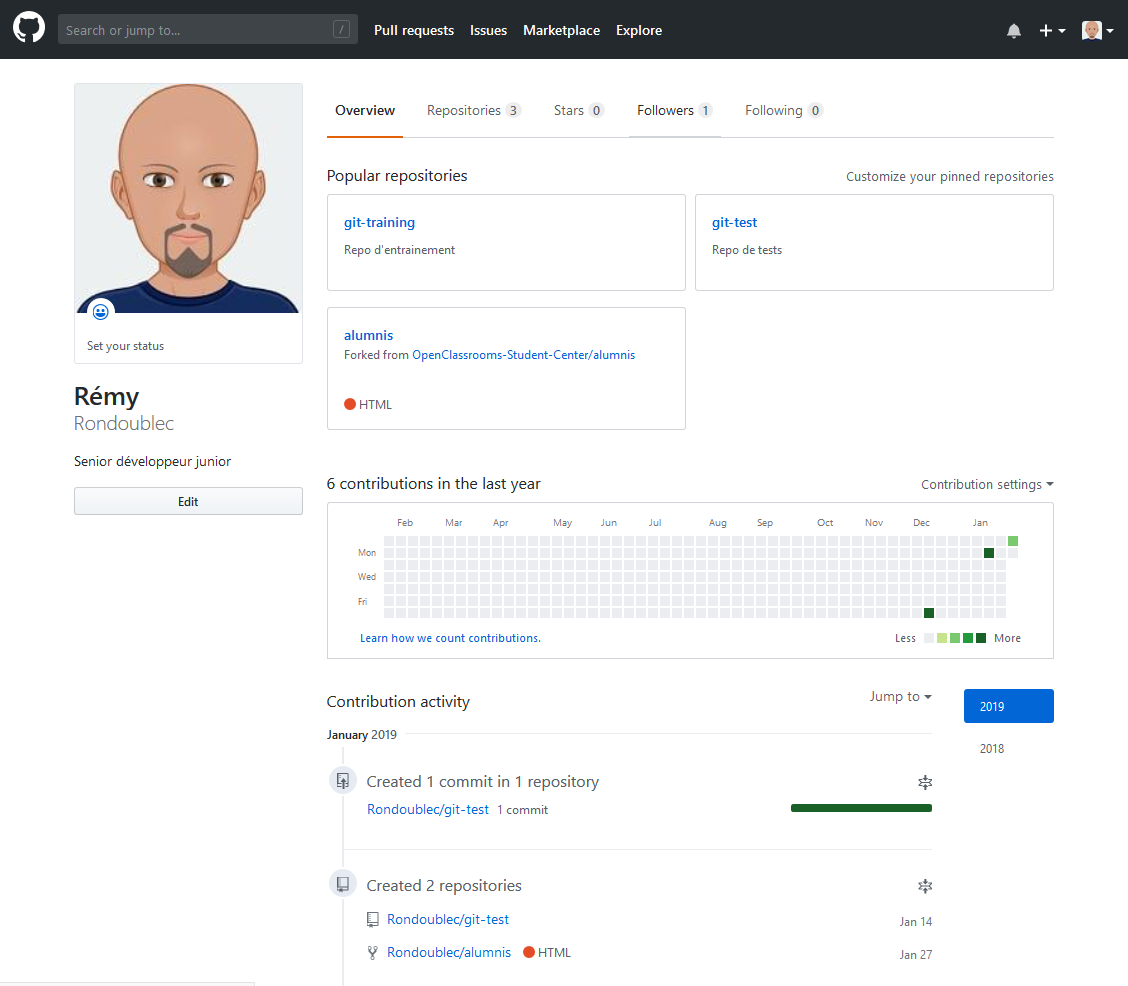 Search or jump to... / Pull requests Issues Marketplace Explore
Overview Repositories 3 Stars 0 Followers 1 Following 0
Set your status
Rémy
Rondoublec
Senior développeur junior
Edit
Popular repositories Customize your pinned repositories
git-training
Repo d'entrainement
git-test
Repo de tests
alumnis
Forked from OpenClassrooms-Student-Center/alumnis
HTML
6 contributions in the last year Contribution settings
Feb Mar Apr May Jun Jul Aug Sep Oct Nov Dec Jan
Mon
Wed
Fri
Learn how we count contributions. Less More
Contribution activity Jump to
2019
2018
January 2019
Created 1 commit in 1 repository
Rondoublec/git-test 1 commit
Created 2 repositories
Rondoublec/git-test Jan 14
Rondoublec/alumnis HTML Jan 27